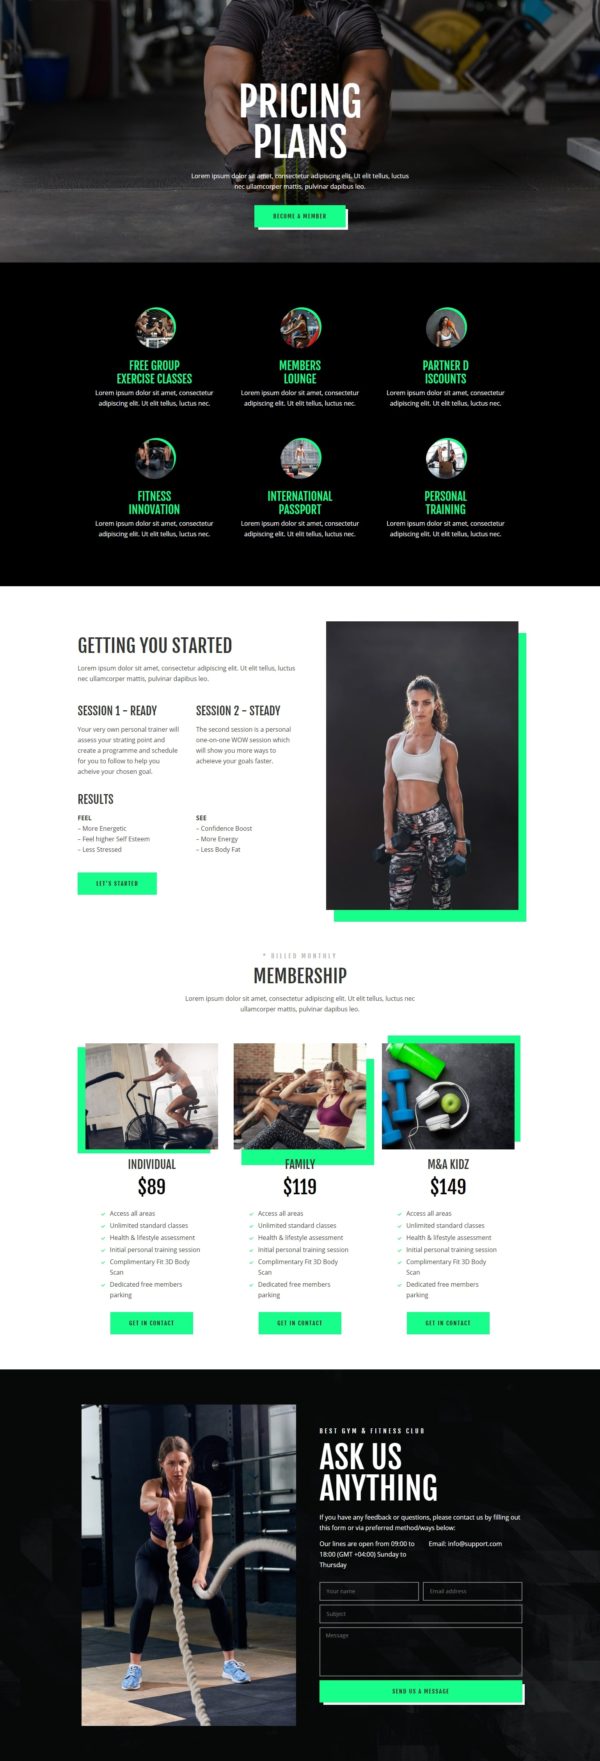 PRICING
PLANS
Lorem ipsum dolor sit amet, consectetur adipiscing elit. Ut elit tellus, luctus
nec ullamcorper mattis, pulvinar dapibus leo.
BECOME A MEMBER
FREE GROUP
EXERCISE CLASSES
Lorem ipsum dolor sit amet, consectetur
adipiscing elit. Ut elit tellus, luctus nec.
MEMBERS
LOUNGE
Lorem ipsum dolor sit amet, consectetur
adipiscing elit. Ut elit tellus, luctus nec.
PARTNER D
ISCOUNTS
Lorem ipsum dolor sit amet, consectetur
adipiscing elit. Ut elit tellus, luctus nec.
FITNESS
INNOVATION
Lorem ipsum dolor sit amet, consectetur
adipiscing elit. Ut elit tellus, luctus nec.
INTERNATIONAL
PASSPORT
Lorem ipsum dolor sit amet, consectetur
adipiscing elit. Ut elit tellus, luctus nec.
PERSONAL
TRAINING
Lorem ipsum dolor sit amet, consectetur
adipiscing elit. Ut elit tellus, luctus nec.
GETTING YOU STARTED
Lorem ipsum dolor sit amet, consectetur adipiscing elit. Ut elit tellus, luctus
nec ullamcorper mattis, pulvinar dapibus leo.
SESSION 1 - READY
Your very own personal trainer will
assess your strating point and
create a programme and schedule
for you to follow to help you
acheive your chosen goal.
SESSION 2 - STEADY
The second session is a personal
one-on-one WOW session which
will show you more ways to
acheieve your goals faster.
RESULTS
FEEL
– More Energetic
– Feel higher Self Esteem
– Less Stressed
SEE
– Confidence Boost
– More Energy
– Less Body Fat
LET'S STARTED
* BILLED MONTHLY
MEMBERSHIP
Lorem ipsum dolor sit amet, consectetur adipiscing elit. Ut elit tellus, luctus nec
ullamcorper mattis, pulvinar dapibus leo.
INDIVIDUAL
$89
Access all areas
Unlimited standard classes
Health & lifestyle assessment
Initial personal training session
Complimentary Fit 3D Body
Scan
Dedicated free members
parking
GET IN CONTACT
FAMILY
$119
Access all areas
Unlimited standard classes
Health & lifestyle assessment
Initial personal training session
Complimentary Fit 3D Body
Scan
Dedicated free members
parking
GET IN CONTACT
M&A KIDZ
$149
Access all areas
Unlimited standard classes
Health & lifestyle assessment
Initial personal training session
Complimentary Fit 3D Body
Scan
Dedicated free members
parking
GET IN CONTACT
BEST GYM & FITNESS CLUB
ASK US
ANYTHING
If you have any feedback or questions, please contact us by filling out
this form or via preferred method/ways below:
Our lines are open from 09:00 to
18:00 (GMT +04:00) Sunday to
Thursday
Email: info@support.com
Your name
Email address
Subject
Message
SEND US A MESSAGE